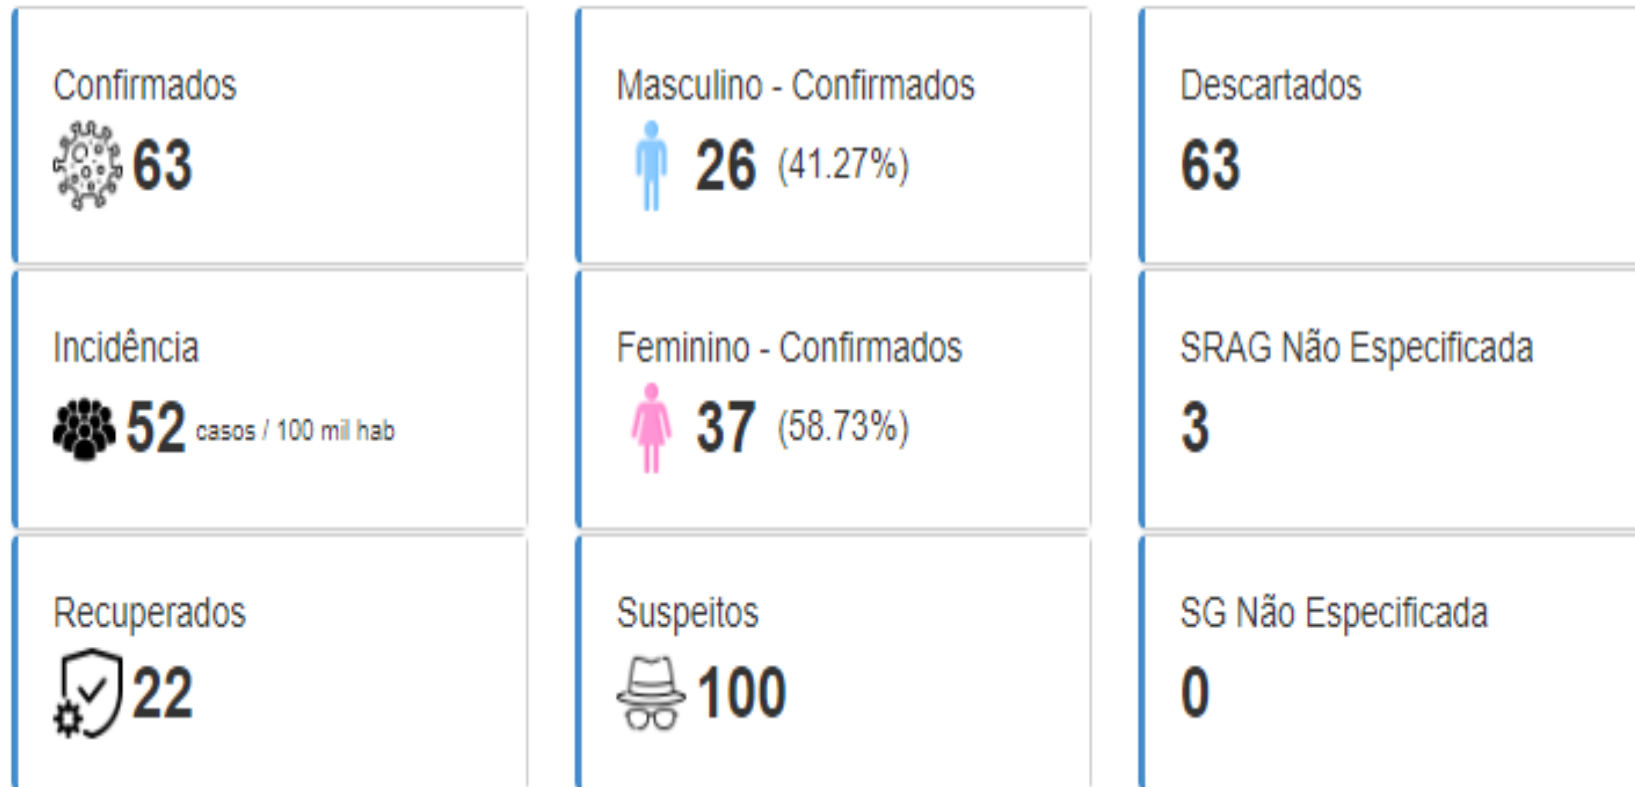 Confirmados
63
Masculino - Confirmados
26 (41.27%)
Descartados
63
Incidência
52 casos / 100 mil hab
Feminino - Confirmados
37 (58.73%)
SRAG Não Especificada
3
Recuperados
22
Suspeitos
100
SG Não Especificada
0